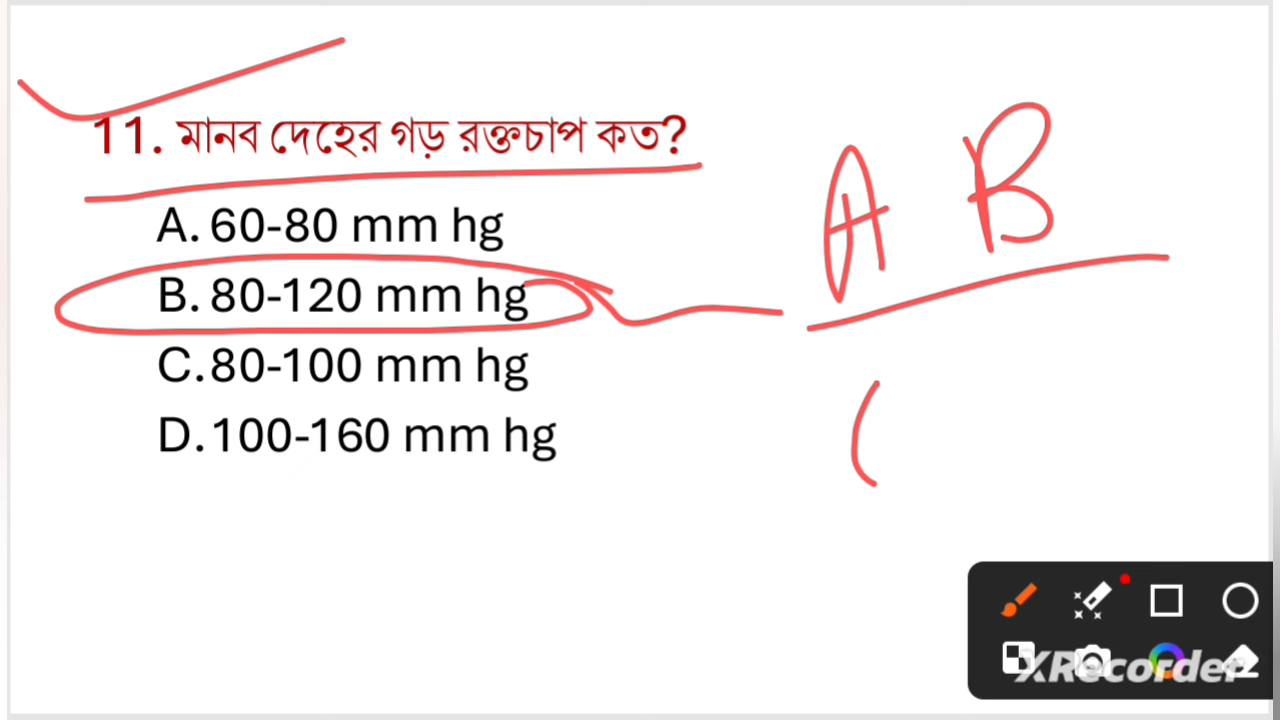 11. মানব দেহের গড় রক্তচাপ কত?
A. 60-80 mm hg
B. 80-120 mm hg
C. 80-100 mm hg
D. 100-160 mm hg
A B
(
XRecorder